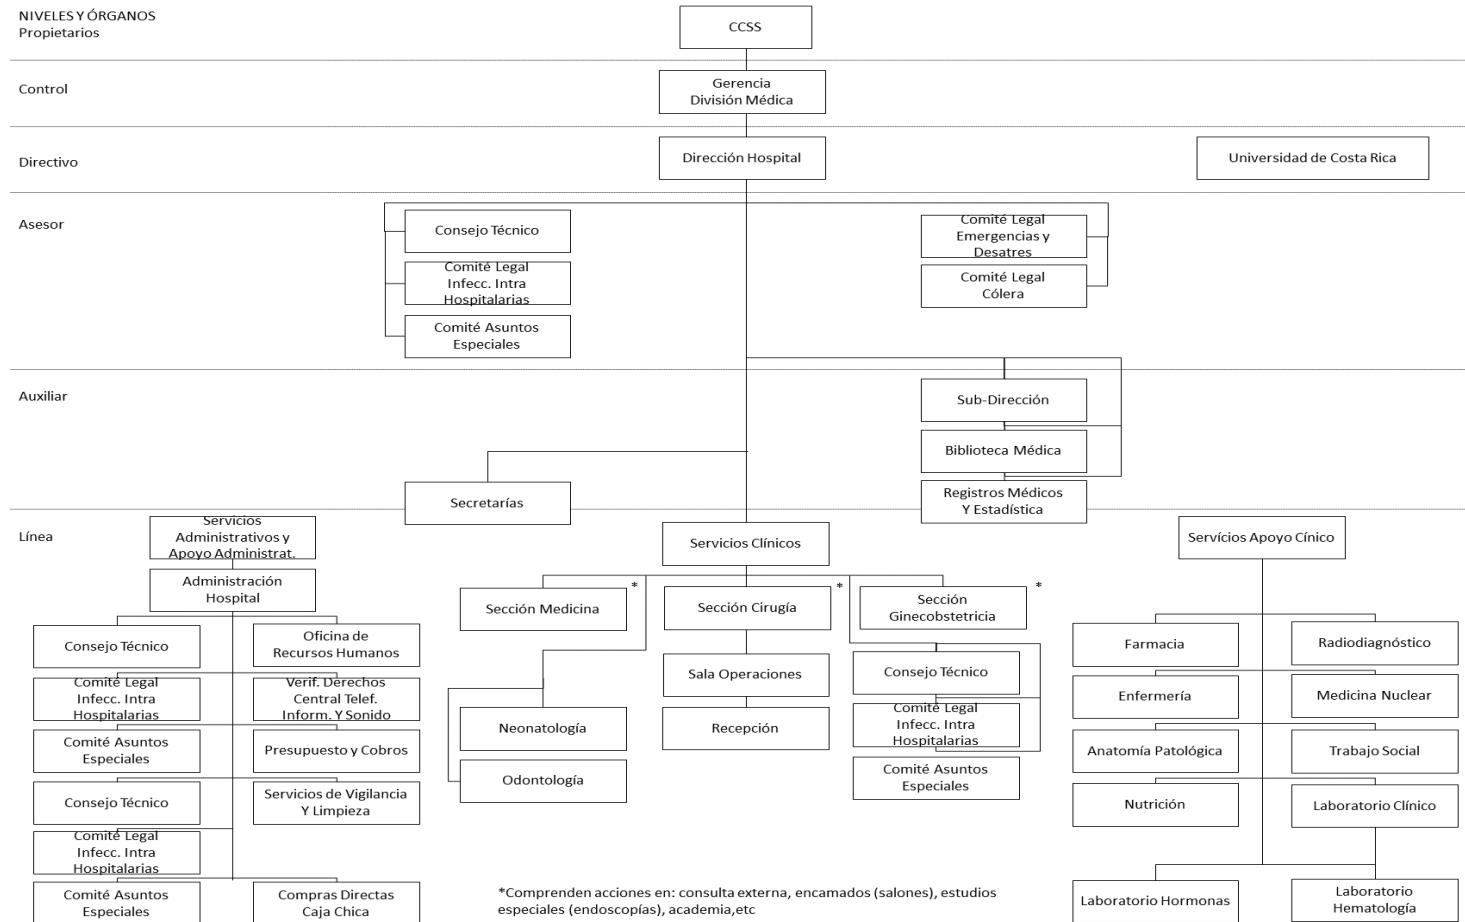 NIVELES Y ÓRGANOS
Propietarios
CCSS
Control
Gerencia
División Médica
Directivo
Dirección Hospital
Universidad de Costa Rica
Asesor
Consejo Técnico
Comité Legal
Infecc. Intra
Hospitalarias
Comité Asuntos
Especiales
Comité Legal
Emergencias y
Desatres
Comité Legal
Cólera
Auxiliar
Sub-Dirección
Biblioteca Médica
Registros Médicos
Y Estadística
Secretarías
Línea
Servicios
Administrativos y
Apoyo Administrat.
Administración
Hospital
Consejo Técnico
Oficina de
Recursos Humanos
Comité Legal
Infecc. Intra
Hospitalarias
Verif. Derechos
Central Telef.
Inform. Y Sonido
Comité Asuntos
Especiales
Presupuesto y Cobros
Consejo Técnico
Servicios de Vigilancia
Y Limpieza
Comité Legal
Infecc. Intra
Hospitalarias
Comité Asuntos
Especiales
Compras Directas
Caja Chica
Servicios Clínicos
Sección Medicina
*
Sección Cirugía
*
Sección
Ginecobstetricia
*
Neonatología
Odontología
Sala Operaciones
Recepción
Consejo Técnico
Comité Legal
Infecc. Intra
Hospitalarias
Comité Asuntos
Especiales
Servícios Apoyo Cínico
Farmacia
Radiodiagnóstico
Enfermería
Medicina Nuclear
Anatomía Patológica
Trabajo Social
Nutrición
Laboratorio Clínico
Laboratorio Hormonas
Laboratorio
Hematología
*Comprenden acciones en: consulta externa, encamados (salones), estudios
especiales (endoscopías), academia,etc